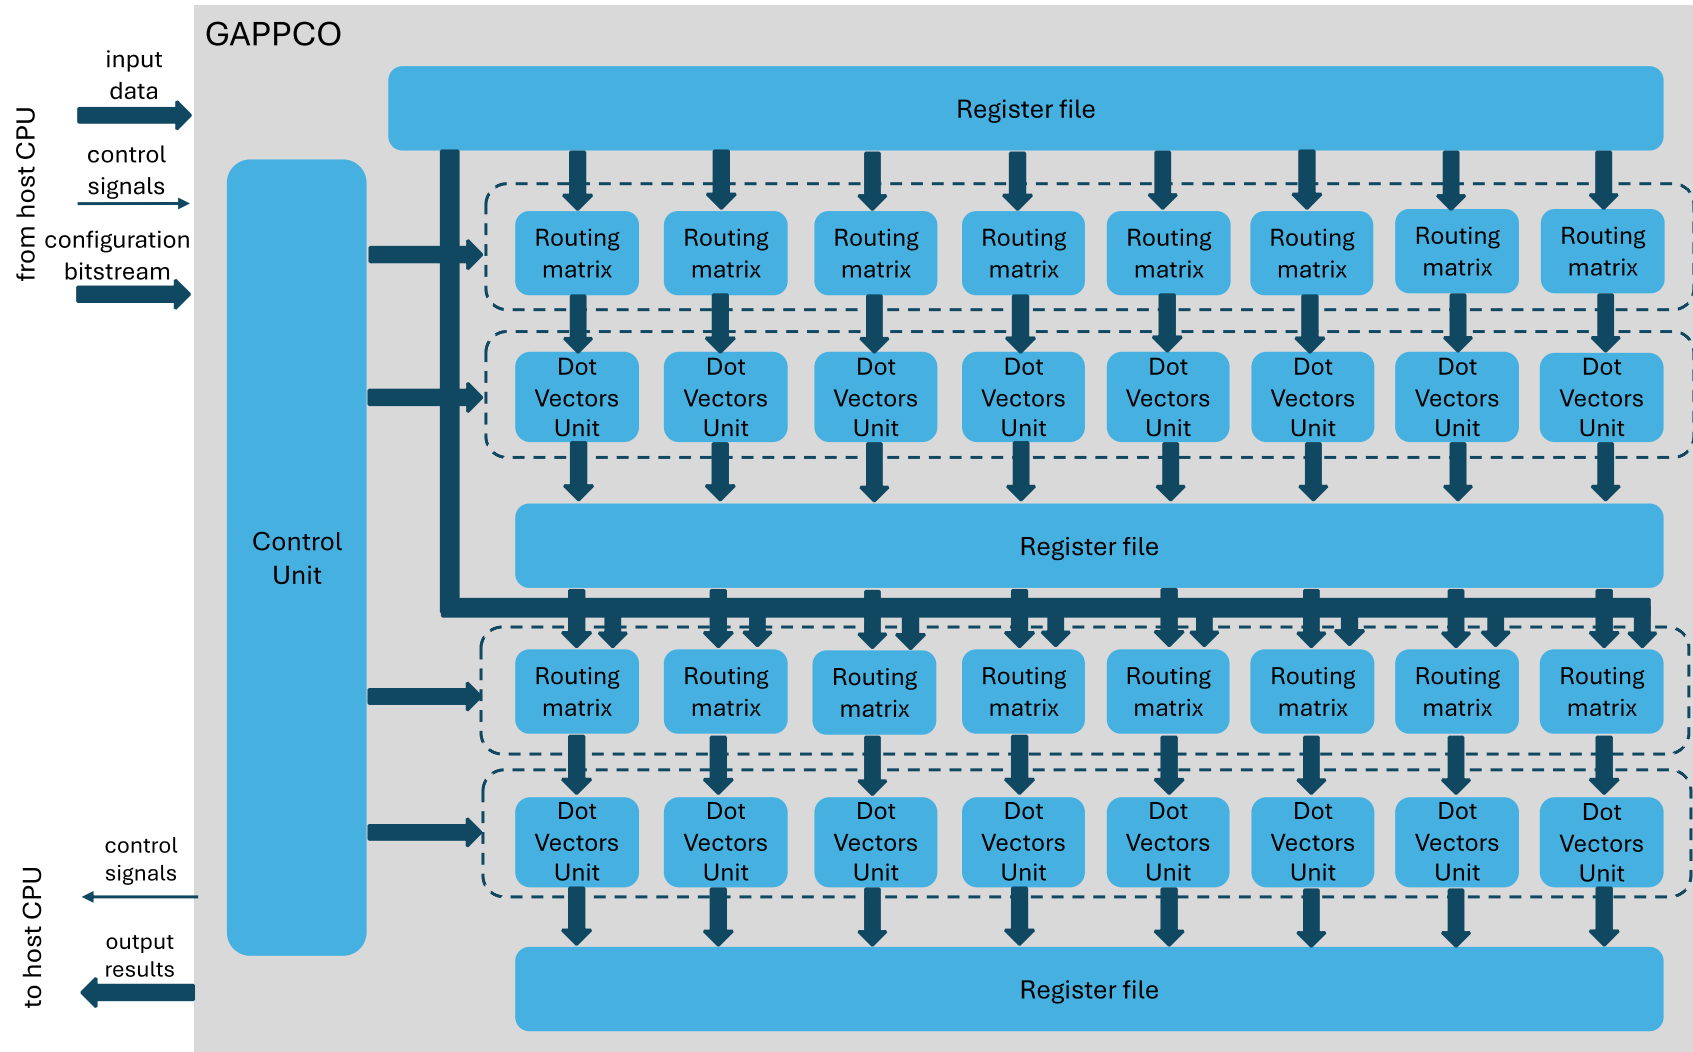 GAPPCO
input
data
from host CPU
control
signals
configuration
bitstream
Register file
Routing
matrix
Routing
matrix
Routing
matrix
Routing
matrix
Routing
matrix
Routing
matrix
Routing
matrix
Routing
matrix
Dot
Vectors
Unit
Dot
Vectors
Unit
Dot
Vectors
Unit
Dot
Vectors
Unit
Dot
Vectors
Unit
Dot
Vectors
Unit
Dot
Vectors
Unit
Dot
Vectors
Unit
Control
Unit
Register file
Routing
matrix
Routing
matrix
Routing
matrix
Routing
matrix
Routing
matrix
Routing
matrix
Routing
matrix
Routing
matrix
Dot
Vectors
Unit
Dot
Vectors
Unit
Dot
Vectors
Unit
Dot
Vectors
Unit
Dot
Vectors
Unit
Dot
Vectors
Unit
Dot
Vectors
Unit
Dot
Vectors
Unit
control
signals
to host CPU
output
results
Register file